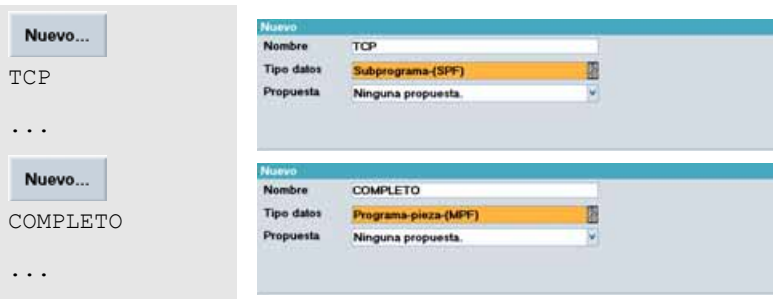 Nuevo...
TCP
...
Nuevo
Nombre TCP
Tipo datos Subprograma-(SPF)
Propuesta Ninguna propuesta.
Nuevo...
COMPLETO
...
Nuevo
Nombre COMPLETO
Tipo datos Programa-pieza-(MPF)
Propuesta Ninguna propuesta.